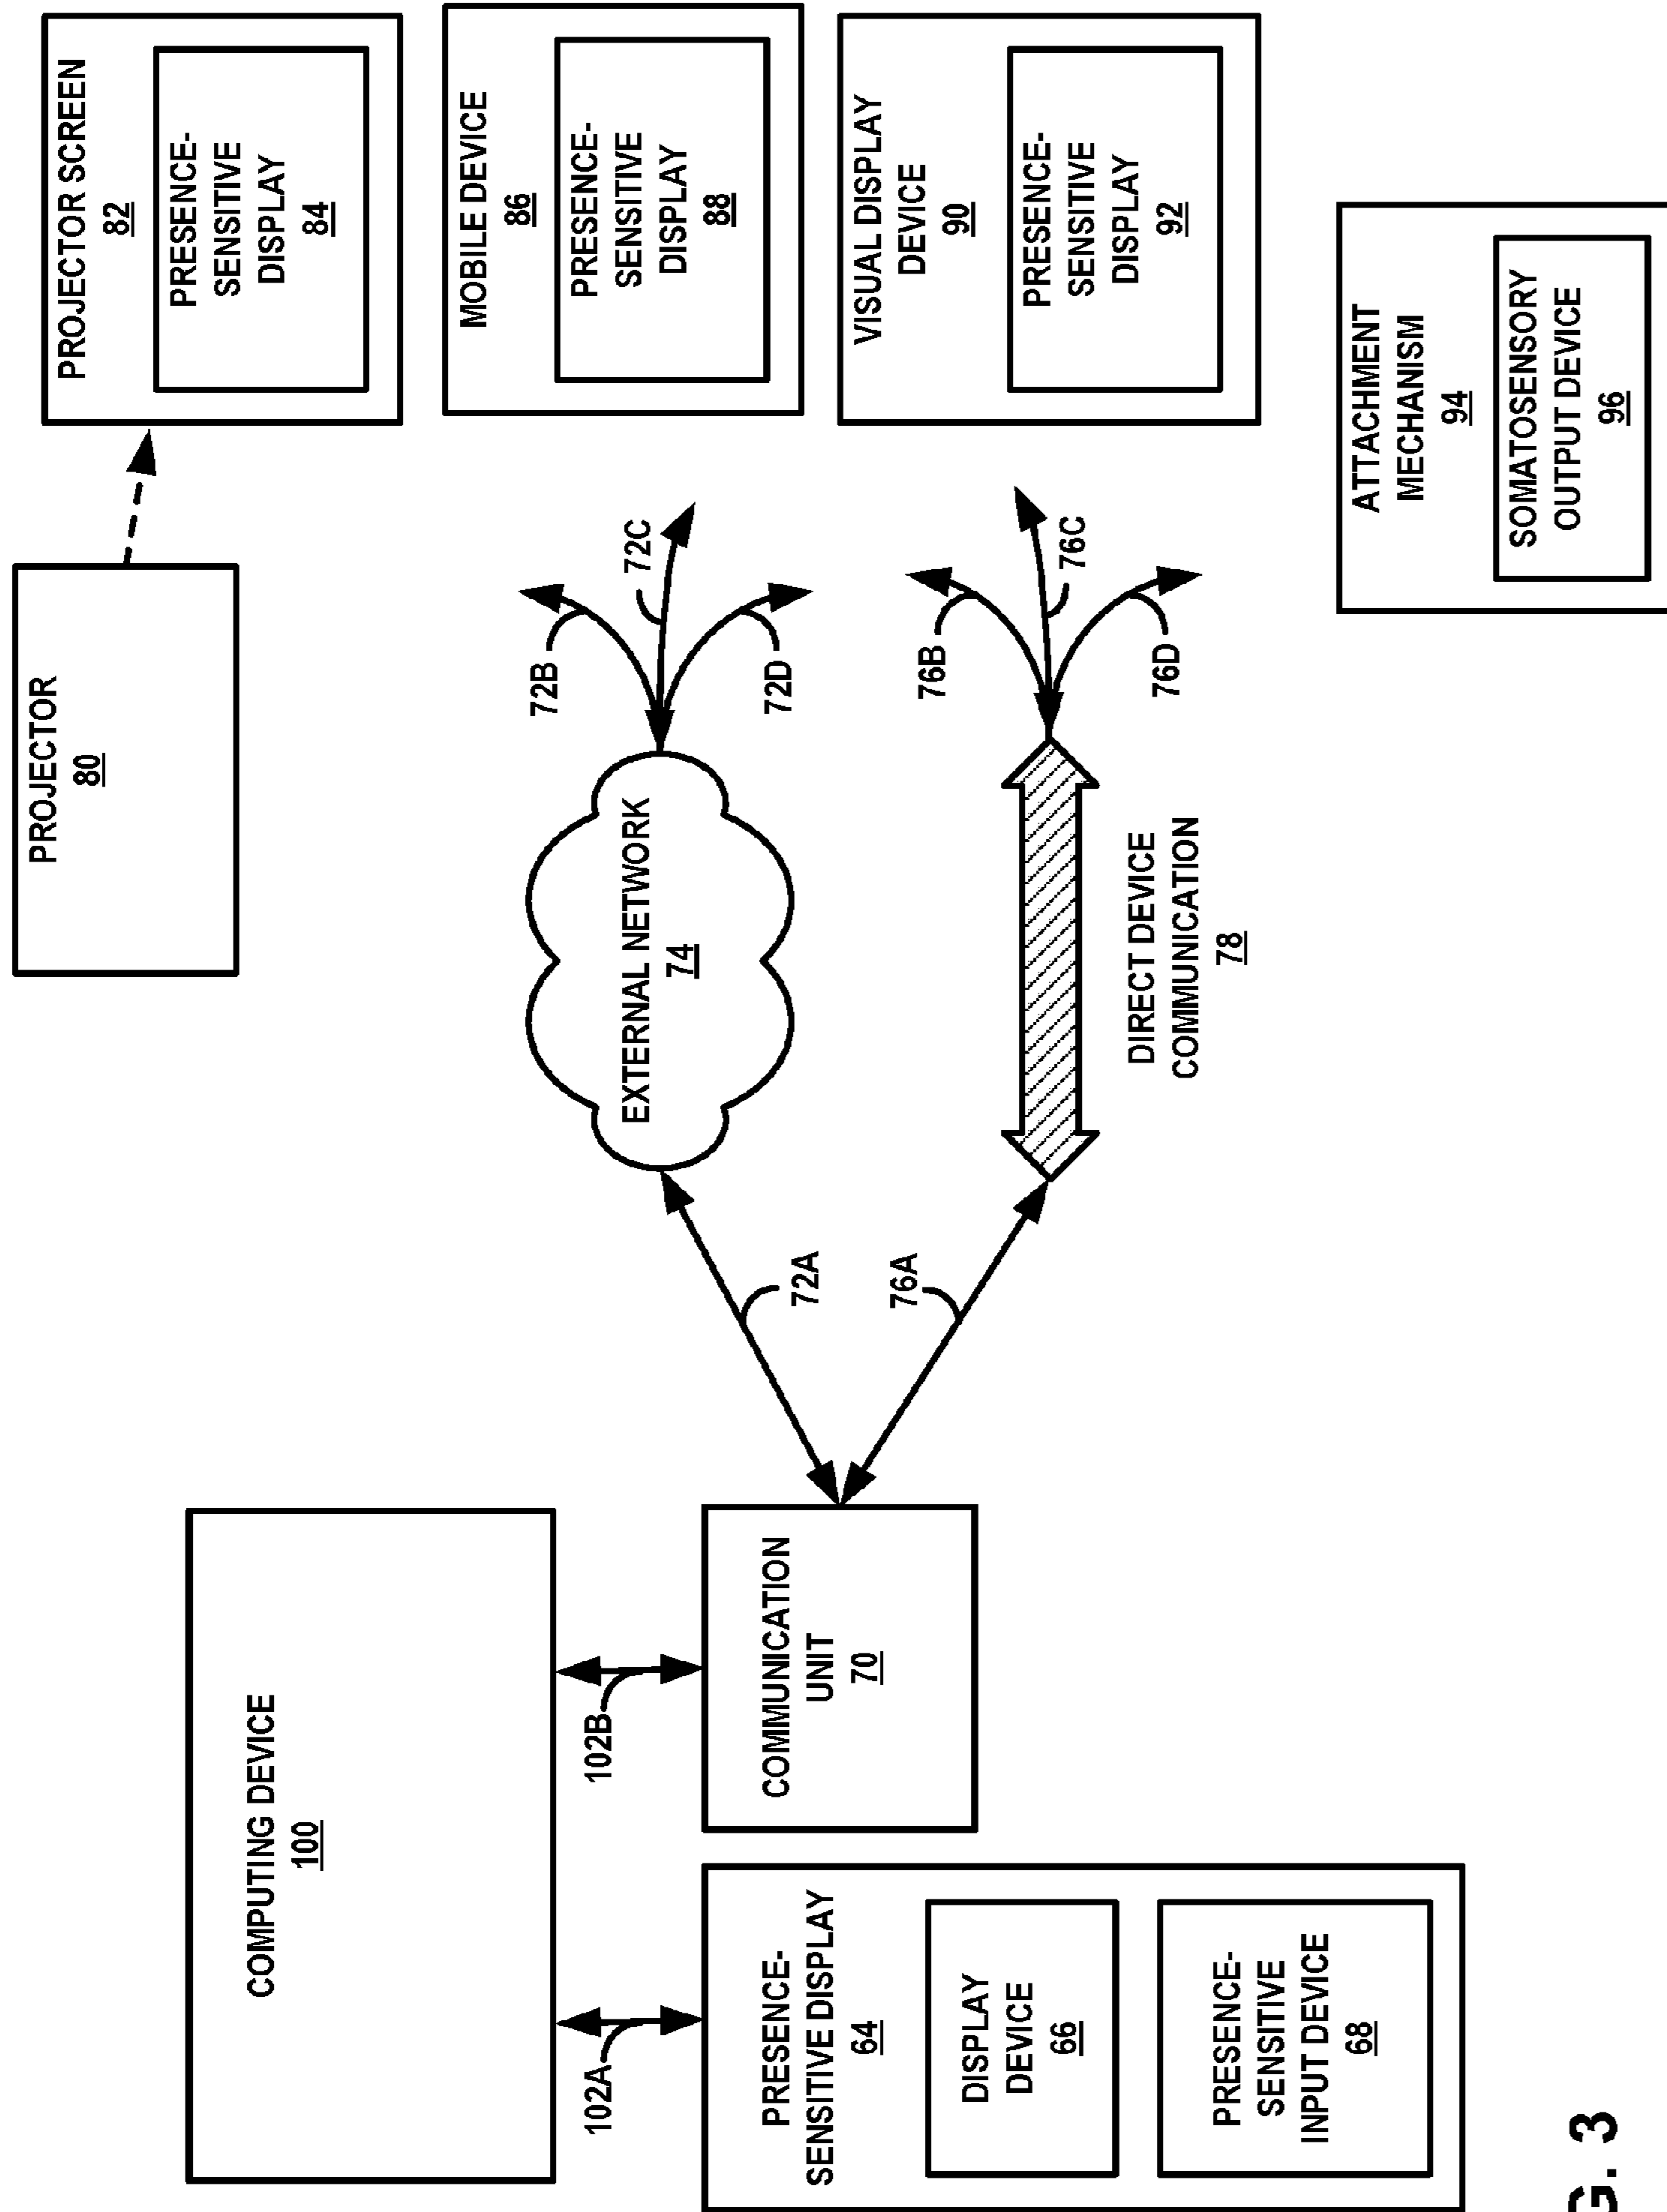 COMPUTING DEVICE
100
102A
102B
PRESENCE-
SENSITIVE DISPLAY
64
DISPLAY
DEVICE
66
PRESENCE-
SENSITIVE
INPUT DEVICE
68
COMMUNICATION
UNIT
70
72A
76A
EXTERNAL NETWORK
74
DIRECT DEVICE
COMMUNICATION
78
72B
72C
72D
76B
76C
76D
PROJECTOR
80
PROJECTOR SCREEN
82
PRESENCE-
SENSITIVE
DISPLAY
84
MOBILE DEVICE
86
PRESENCE-
SENSITIVE
DISPLAY
88
VISUAL DISPLAY
DEVICE
90
PRESENCE-
SENSITIVE
DISPLAY
92
ATTACHMENT
MECHANISM
94
SOMATOSENSORY
OUTPUT DEVICE
96
G. 3